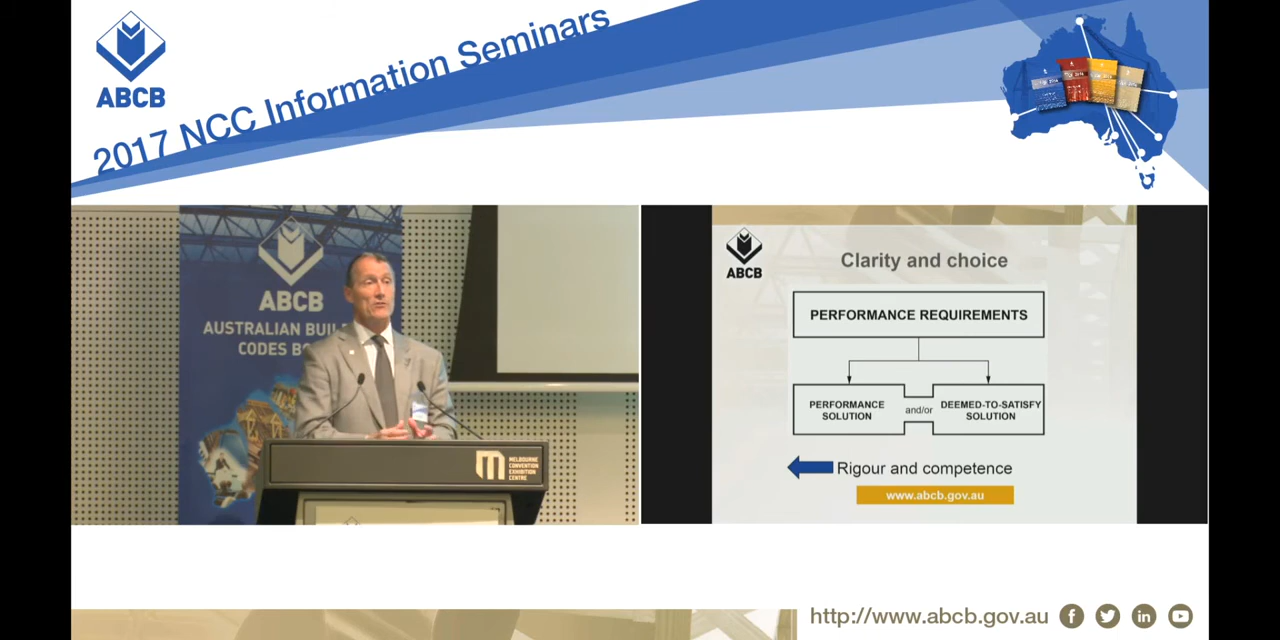 ABCB
2017 NCC Information Seminars
ABCB
AUSTRALIAN BUIL
CODES BO
MELBOURNE
CONVENTION
EXHIBITION
CENTRE
ABCB
Clarity and choice
PERFORMANCE REQUIREMENTS
PERFORMANCE
SOLUTION
and/or
DEEMED-TO-SATISFY
SOLUTION
Rigour and competence
www.abcb.gov.au
http://www.abcb.gov.au